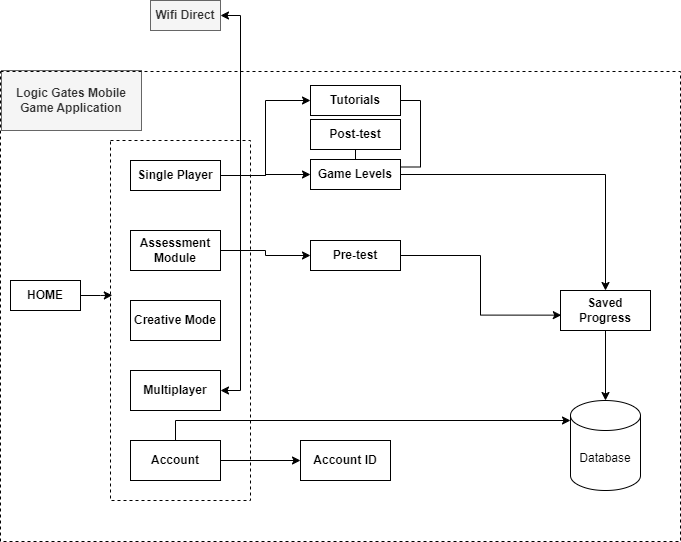 Wifi Direct
Logic Gates Mobile
Game Application
Tutorials
Post-test
Single Player
Game Levels
Assessment
Module
Pre-test
HOME
Creative Mode
Saved
Progress
Multiplayer
Account
Account ID
Database